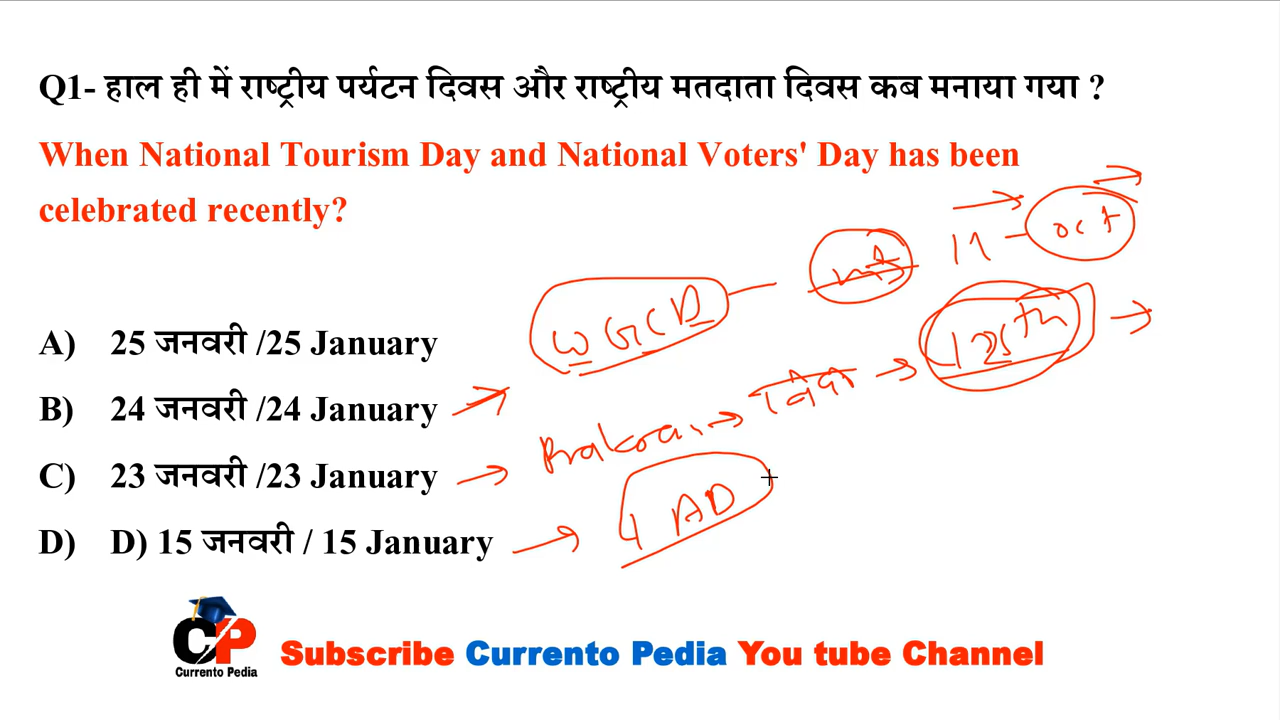 Q1- हाल ही में राष्ट्रीय पर्यटन दिवस और राष्ट्रीय मतदाता दिवस कब मनाया गया ?
When National Tourism Day and National Voters' Day has been
celebrated recently?
11 - oct
WGCD
A) 25 जनवरी /25 January
125th
B) 24 जनवरी /24 January
C) 23 जनवरी /23 January
AD
D) D) 15 जनवरी / 15 January
CP
Currento Pedia
Subscribe Currento Pedia You tube Channel